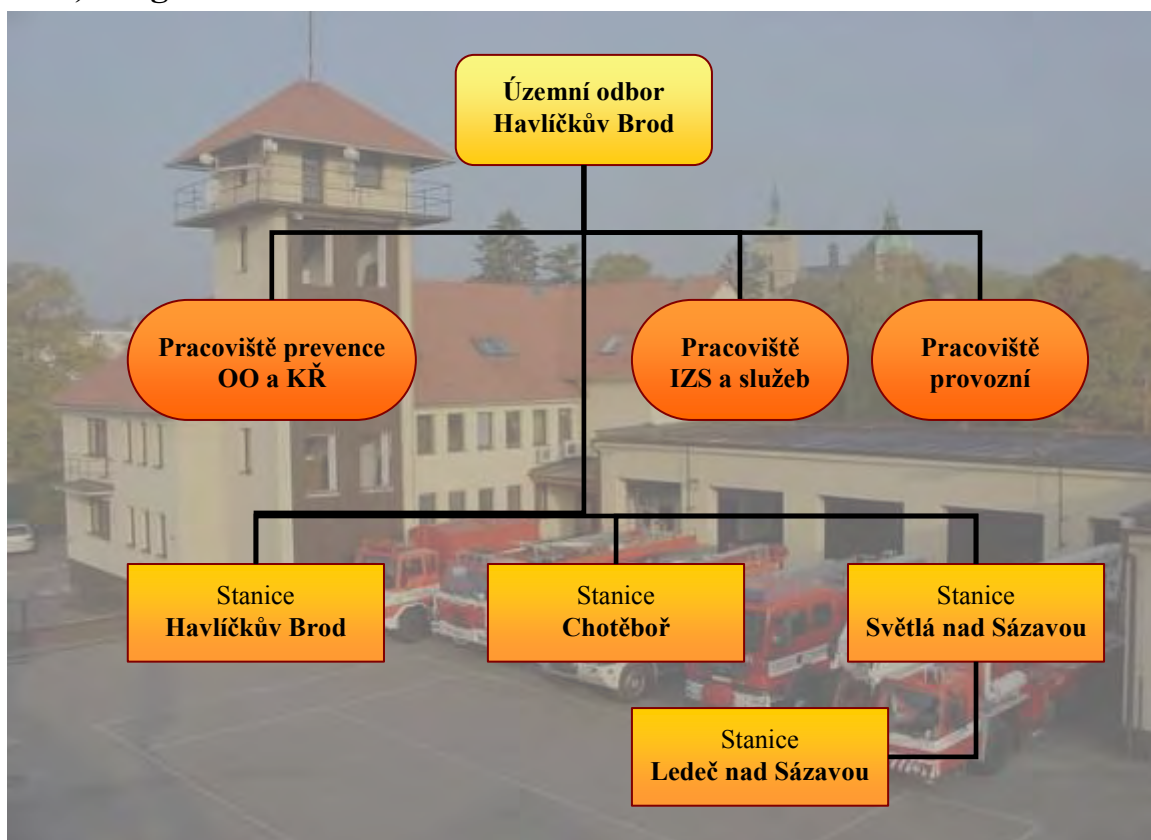 Územní odbor
Havlíčkův Brod
Pracoviště prevence
OO a KŘ
Pracoviště
IZS a služeb
Pracoviště
provozní
Stanice
Havlíčkův Brod
Stanice
Chotěboř
Stanice
Světlá nad Sázavou
Stanice
Ledeč nad Sázavou